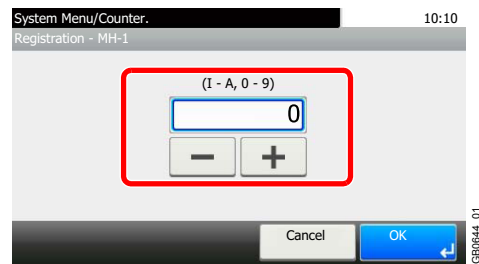 System Menu/Counter.
10:10
Registration - MH-1
(I - A, 0 - 9)
0
− +
Cancel
OK
GB0644_01